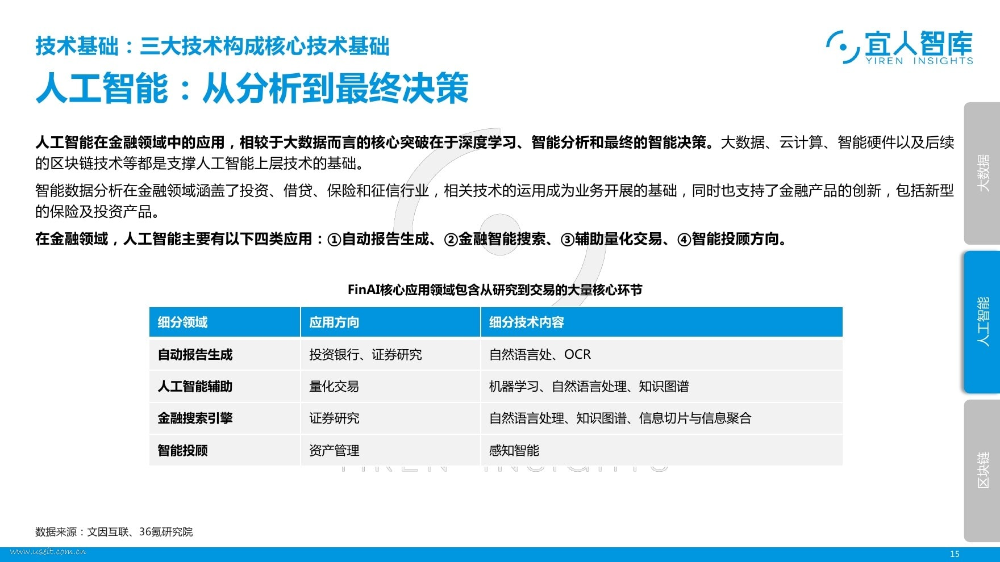 技术基础：三大技术构成核心技术基础
宜人智库
YIREN INSIGHTS
人工智能：从分析到最终决策
人工智能在金融领域中的应用，相较于大数据而言的核心突破在于深度学习、智能分析和最终的智能决策。大数据、云计算、智能硬件以及后续
的区块链技术等都是支撑人工智能上层技术的基础。
智能数据分析在金融领域涵盖了投资、借贷、保险和征信行业，相关技术的运用成为业务开展的基础，同时也支持了金融产品的创新，包括新型
的保险及投资产品。
在金融领域，人工智能主要有以下四类应用：①自动报告生成、②金融智能搜索、③辅助量化交易、④智能投顾方向。
FinAI核心应用领域包含从研究到交易的大量核心环节
细分领域 应用方向 细分技术内容
自动报告生成 投资银行、证券研究 自然语言处、OCR
人工智能辅助 量化交易 机器学习、自然语言处理、知识图谱
金融搜索引擎 证券研究 自然语言处理、知识图谱、信息切片与信息聚合
智能投顾 资产管理 感知智能
YIREN INSIGHTS
大数据
人工智能
区块链
数据来源：文因互联、36氪研究院
www.useit.com.cn
15